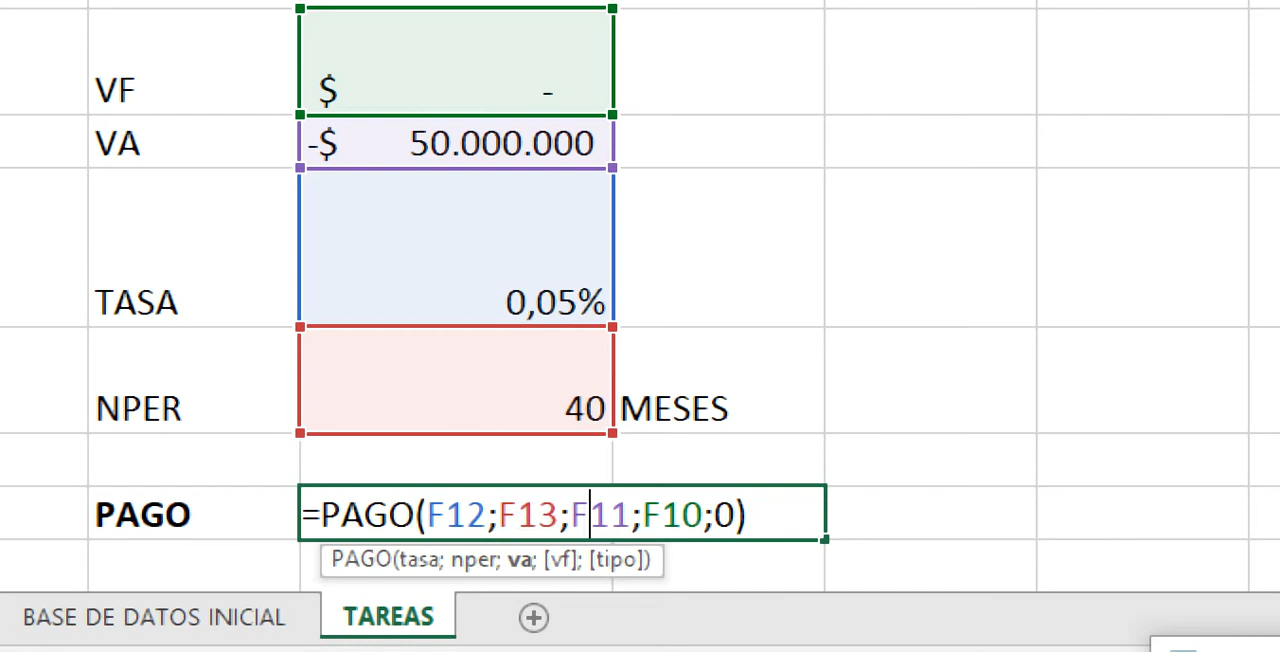 VF $ -
VA -$ 50.000.000
TASA 0,05%
NPER 40 MESES
PAGO =PAGO(F12;F13;F11;F10;0)
PAGO(tasa; nper; va; [vf]; [tipo])
BASE DE DATOS INICIAL TAREAS